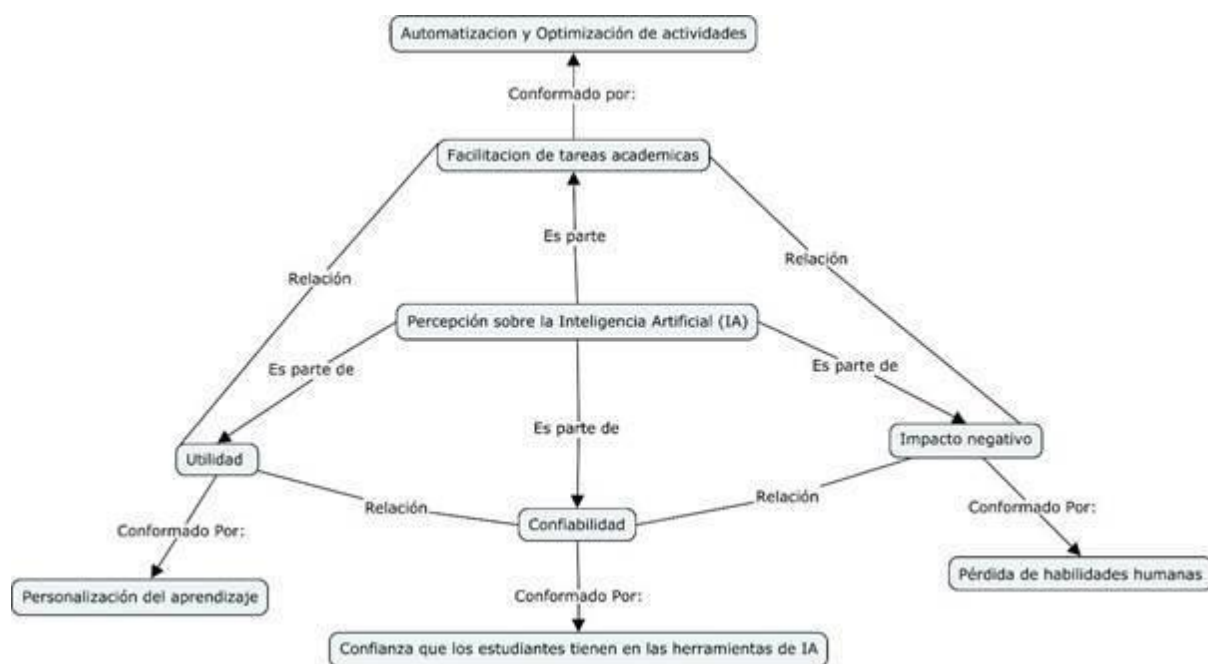 Automatizacion y Optimización de actividades
Conformado por:
Facilitacion de tareas academicas
Es parte
Relación
Relación
Percepción sobre la Inteligencia Artificial (IA)
Es parte de
Es parte de
Es parte de
Utilidad
Impacto negativo
Relación
Relación
Confiabilidad
Conformado Por:
Conformado Por:
Conformado Por:
Personalización del aprendizaje
Pérdida de habilidades humanas
Confianza que los estudiantes tienen en las herramientas de IA